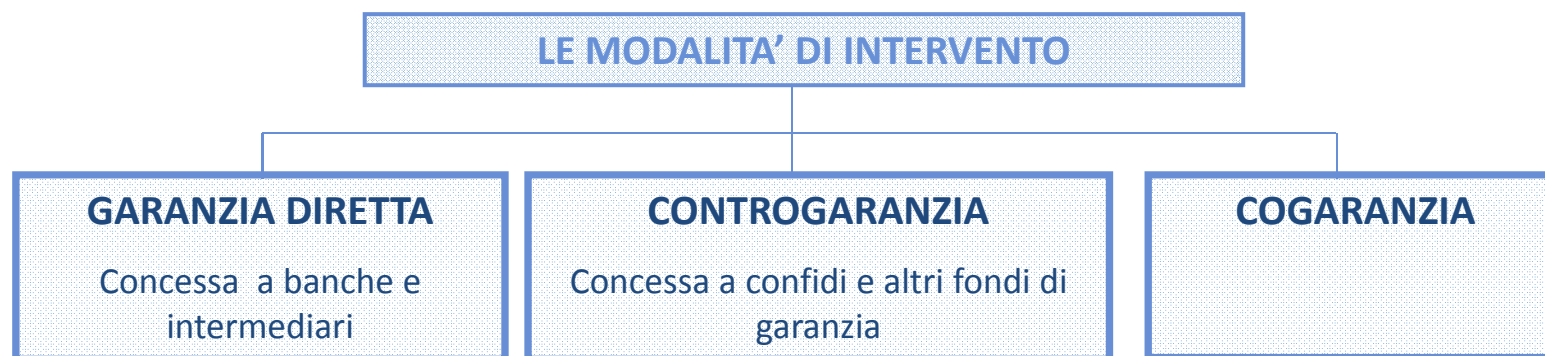 LE MODALITA’ DI INTERVENTO
GARANZIA DIRETTA
Concessa a banche e
intermediari
CONTROGARANZIA
Concessa a confidi e altri fondi di
garanzia
COGARANZIA